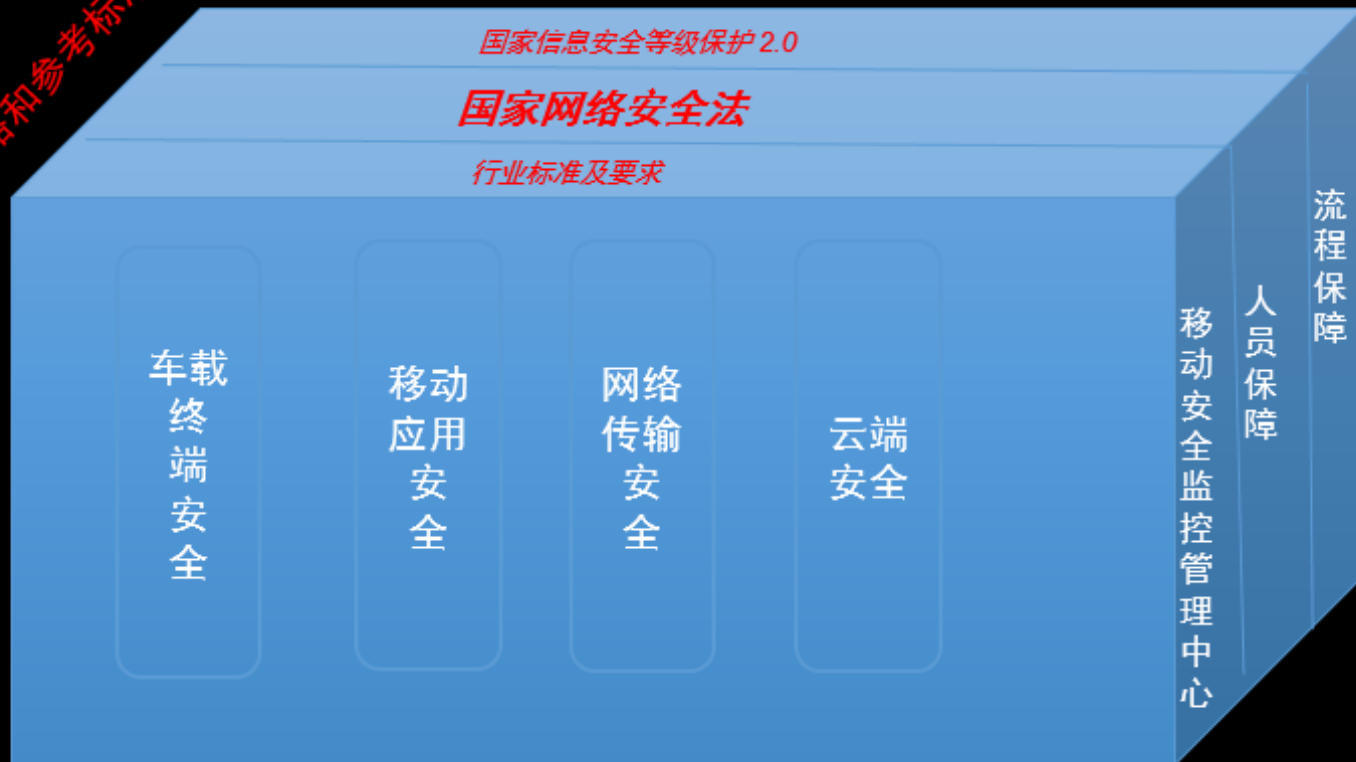 和参考标
国家信息安全等级保护 2.0
国家网络安全法
行业标准及要求
车载
终
端
安
全
移动
应用
安
全
网络
传输
安
全
云端
安全
移动安全监控管理中心
人员保障
流程保障